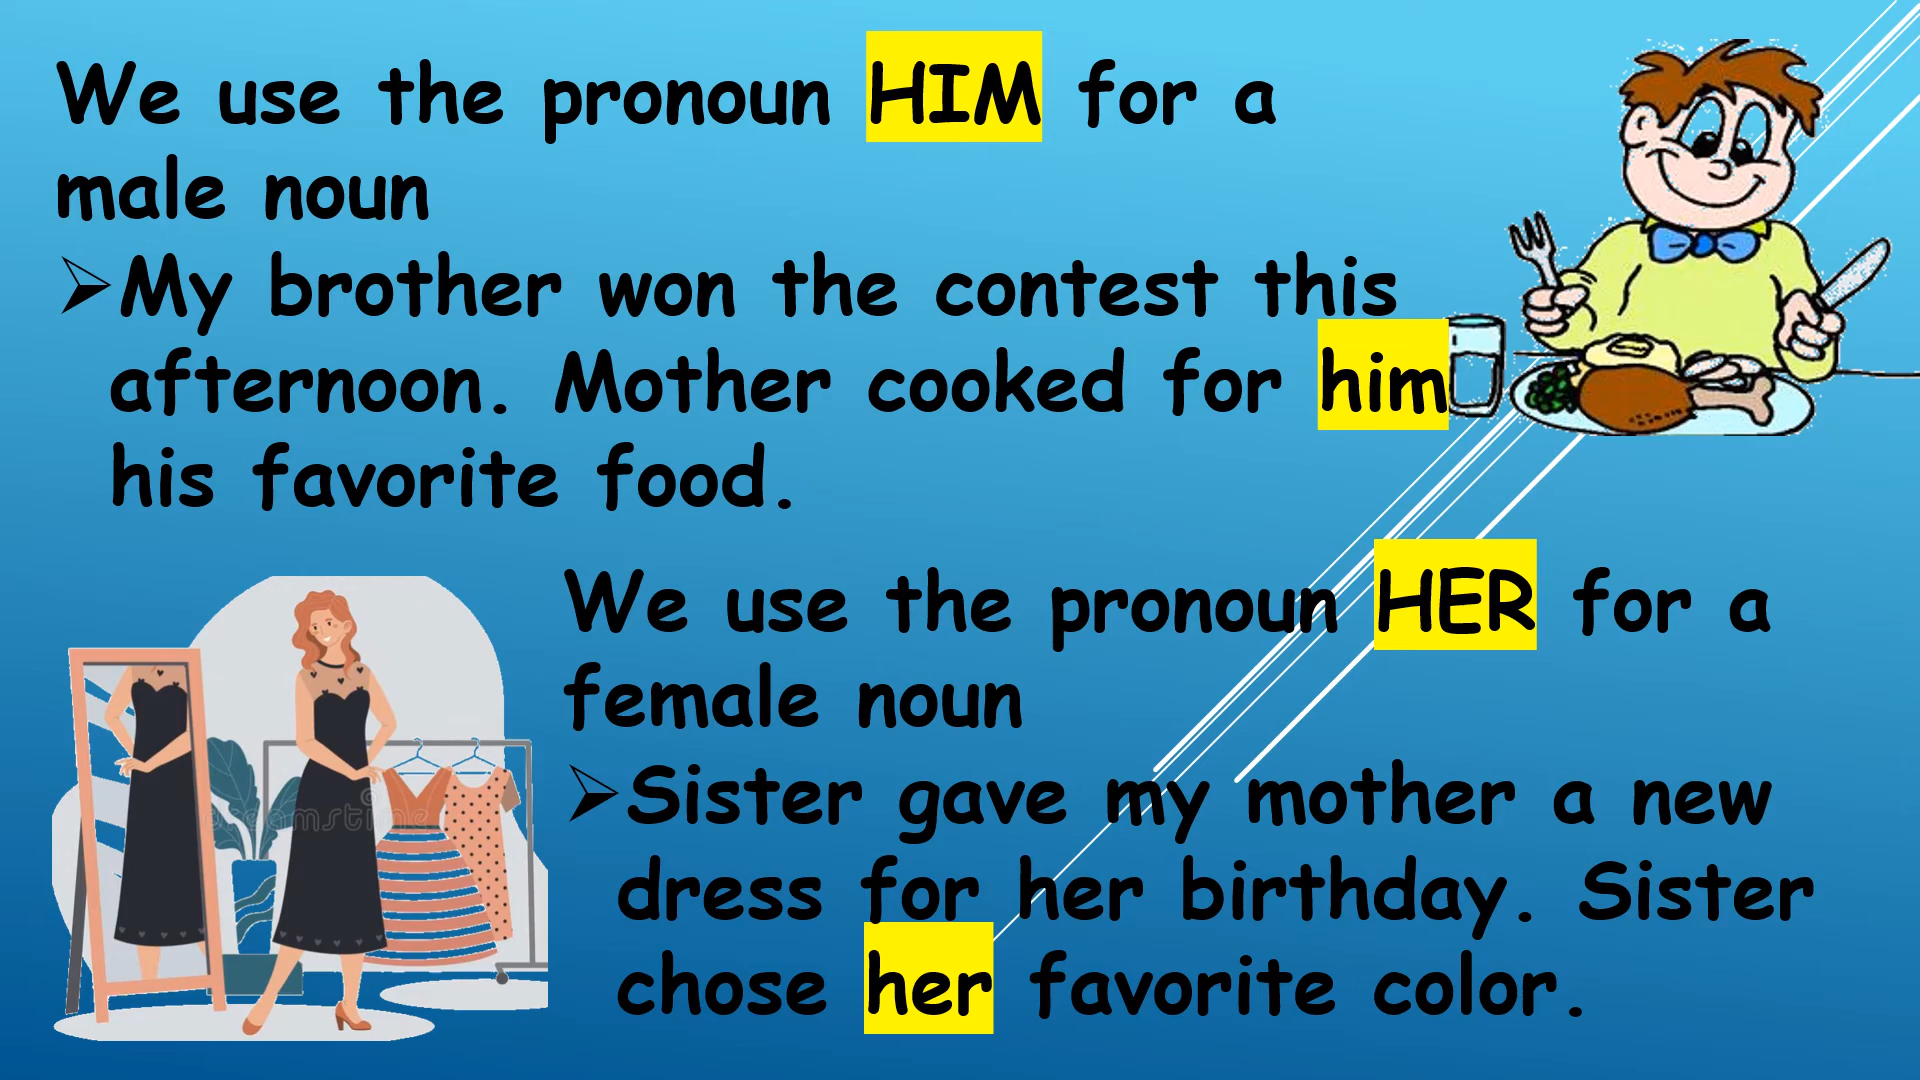 We use the pronoun HIM for a
male noun
➢My brother won the contest this
afternoon. Mother cooked for him
his favorite food.
We use the pronoun HER for a
female noun
➢Sister gave my mother a new
dress for her birthday. Sister
chose her favorite color.
dreamstime